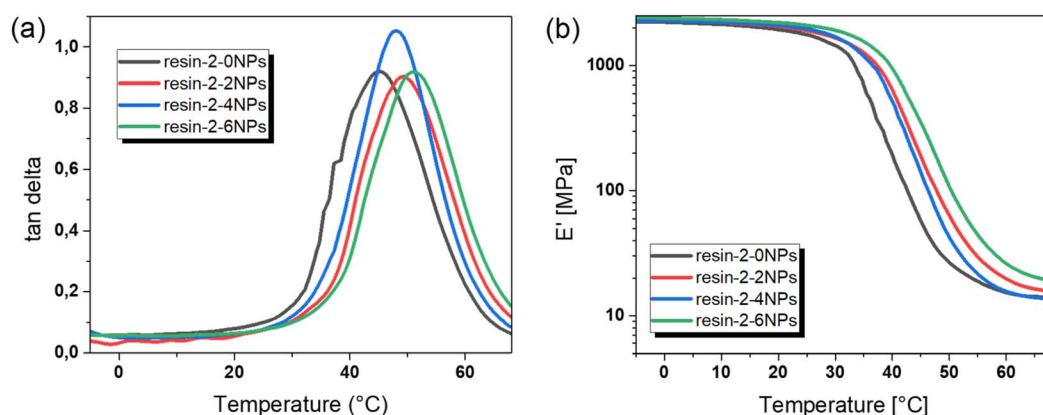 (a)
1,0
0,8
0,6
0,4
0,2
0,0
tan delta
resin-2-0NPs
resin-2-2NPs
resin-2-4NPs
resin-2-6NPs
0
20
40
60
Temperature (°C)
(b)
1000
100
10
E' [MPa]
resin-2-0NPs
resin-2-2NPs
resin-2-4NPs
resin-2-6NPs
0
10
20
30
40
50
60
Temperature [°C]